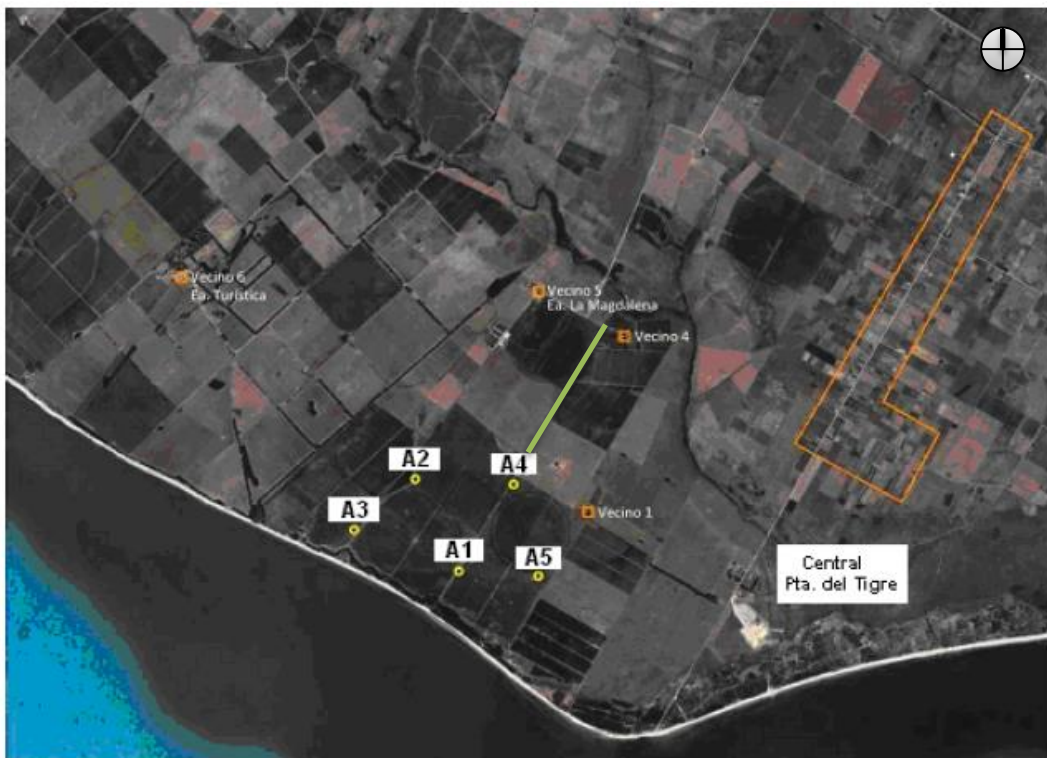 Vecino 6
Ea. Turística
Vecino 5
Ea. La Magdalena
Vecino 4
A2
A4
A3
Vecino 1
A1
A5
Central
Pta. del Tigre